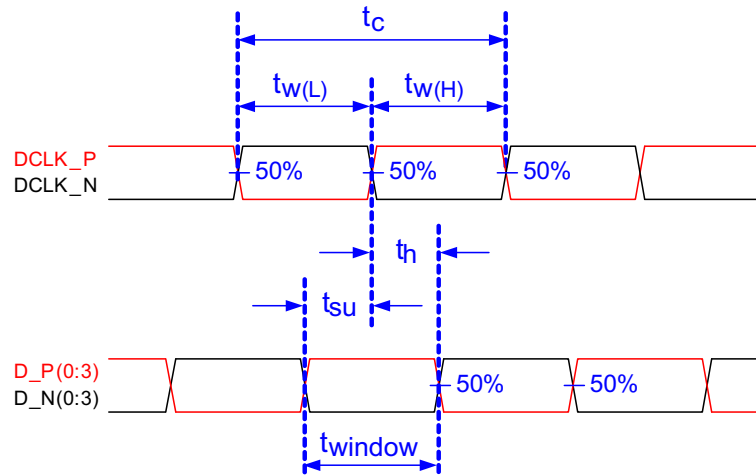 tc
tw(L) tw(H)
DCLK_P
DCLK_N
50% 50% 50%
th
tsu
D_P(0:3)
D_N(0:3)
50% 50%
twindow